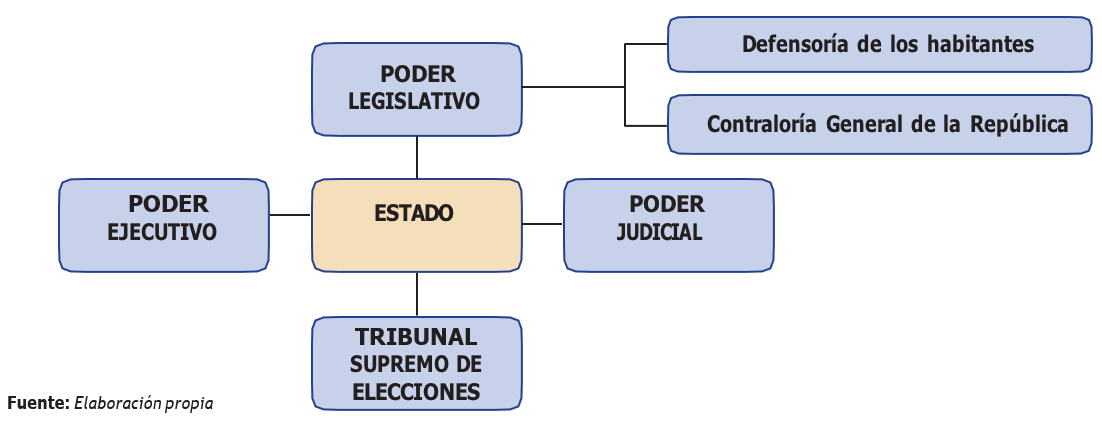 Defensoría de los habitantes
PODER
LEGISLATIVO
Contraloría General de la República
PODER
EJECUTIVO
ESTADO
PODER
JUDICIAL
TRIBUNAL
SUPREMO DE
ELECCIONES
Fuente: Elaboración propia